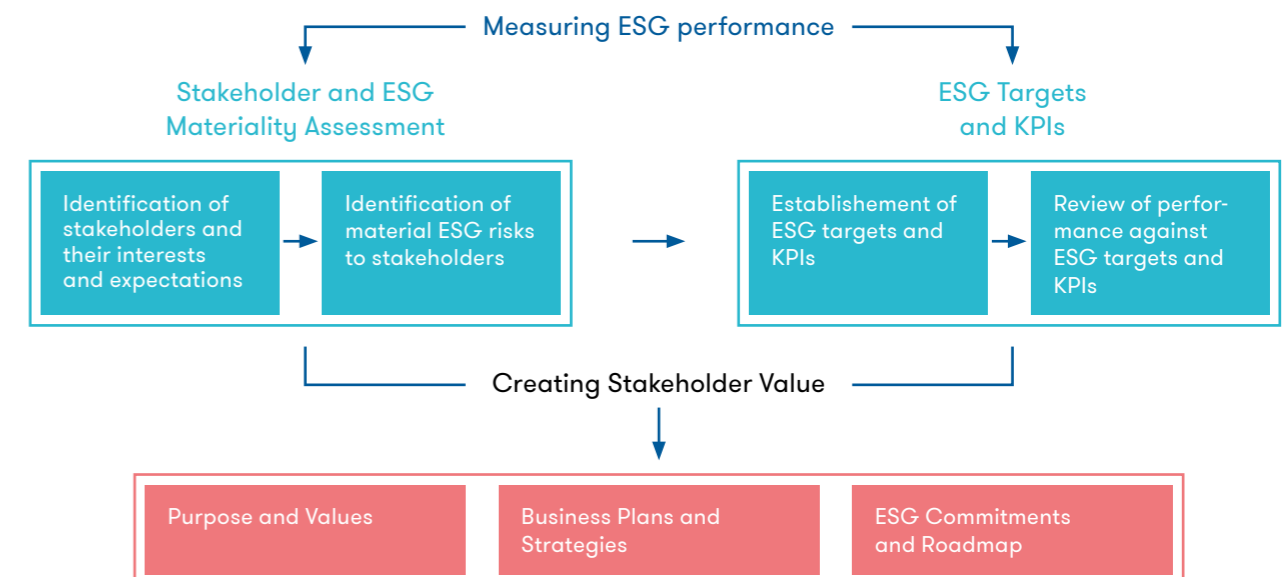 Measuring ESG performance
Stakeholder and ESG
Materiality Assessment
ESG Targets
and KPIs
Identification of
stakeholders and
their interests
and expectations
Identification of
material ESG risks
to stakeholders
Establishement of
ESG targets and
KPIs
Review of perfor-
mance against
ESG targets and
KPIs
Creating Stakeholder Value
Purpose and Values
Business Plans and
Strategies
ESG Commitments
and Roadmap